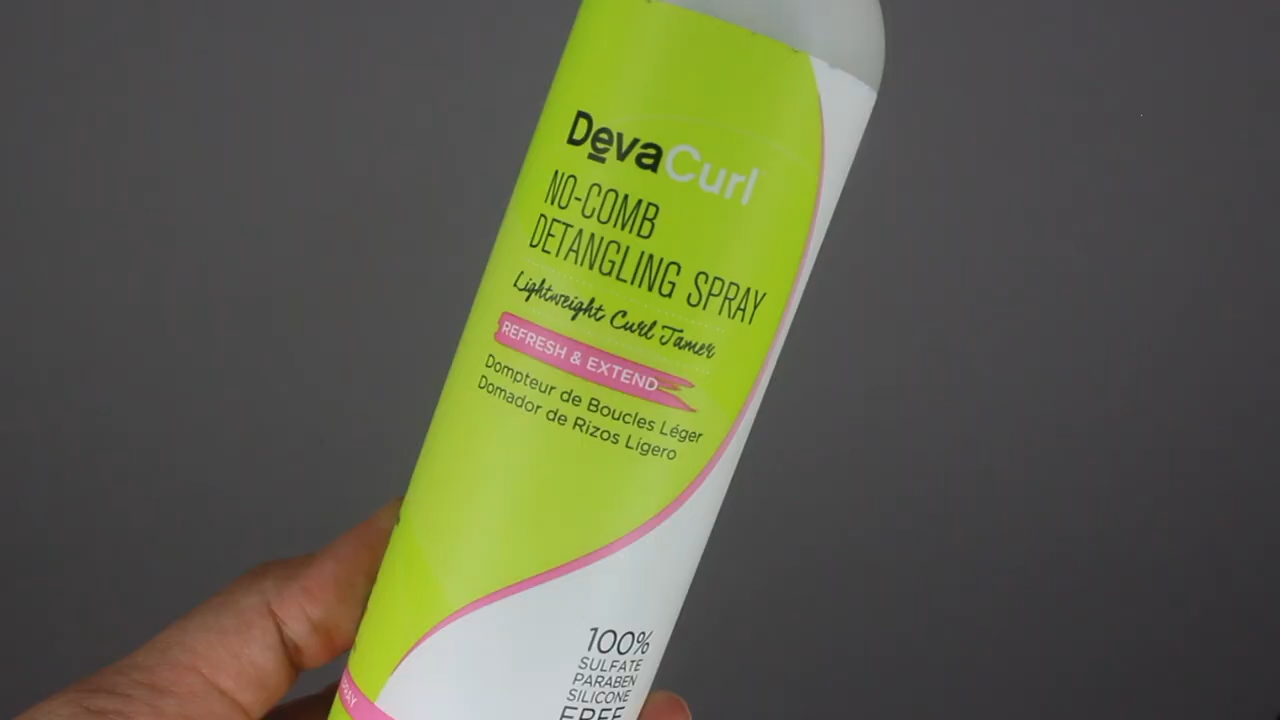 DevaCurl
NO-COMB
DETANGLING SPRAY
Lightweight Curl Tamer
REFRESH & EXTEND
Dompteur de Boucles Léger
Domador de Rizos Ligero
100%
SULFATE
PARABEN
SILICONE
FREE
SPRAY